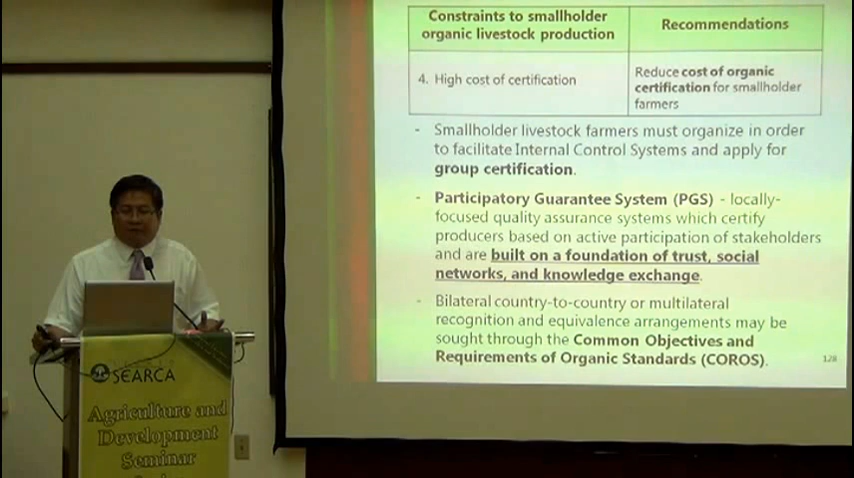 Constraints to smallholder
organic livestock production
Recommendations
4. High cost of certification
Reduce cost of organic
certification for smallholder
farmers
- Smallholder livestock farmers must organize in order
to facilitate Internal Control Systems and apply for
group certification.
- Participatory Guarantee System (PGS) - locally-
focused quality assurance systems which certify
producers based on active participation of stakeholders
and are built on a foundation of trust, social
networks, and knowledge exchange.
- Bilateral country-to-country or multilateral
recognition and equivalence arrangements may be
sought through the Common Objectives and
Requirements of Organic Standards (COROS).
128
SEARCA
Agriculture and
Development
Seminar